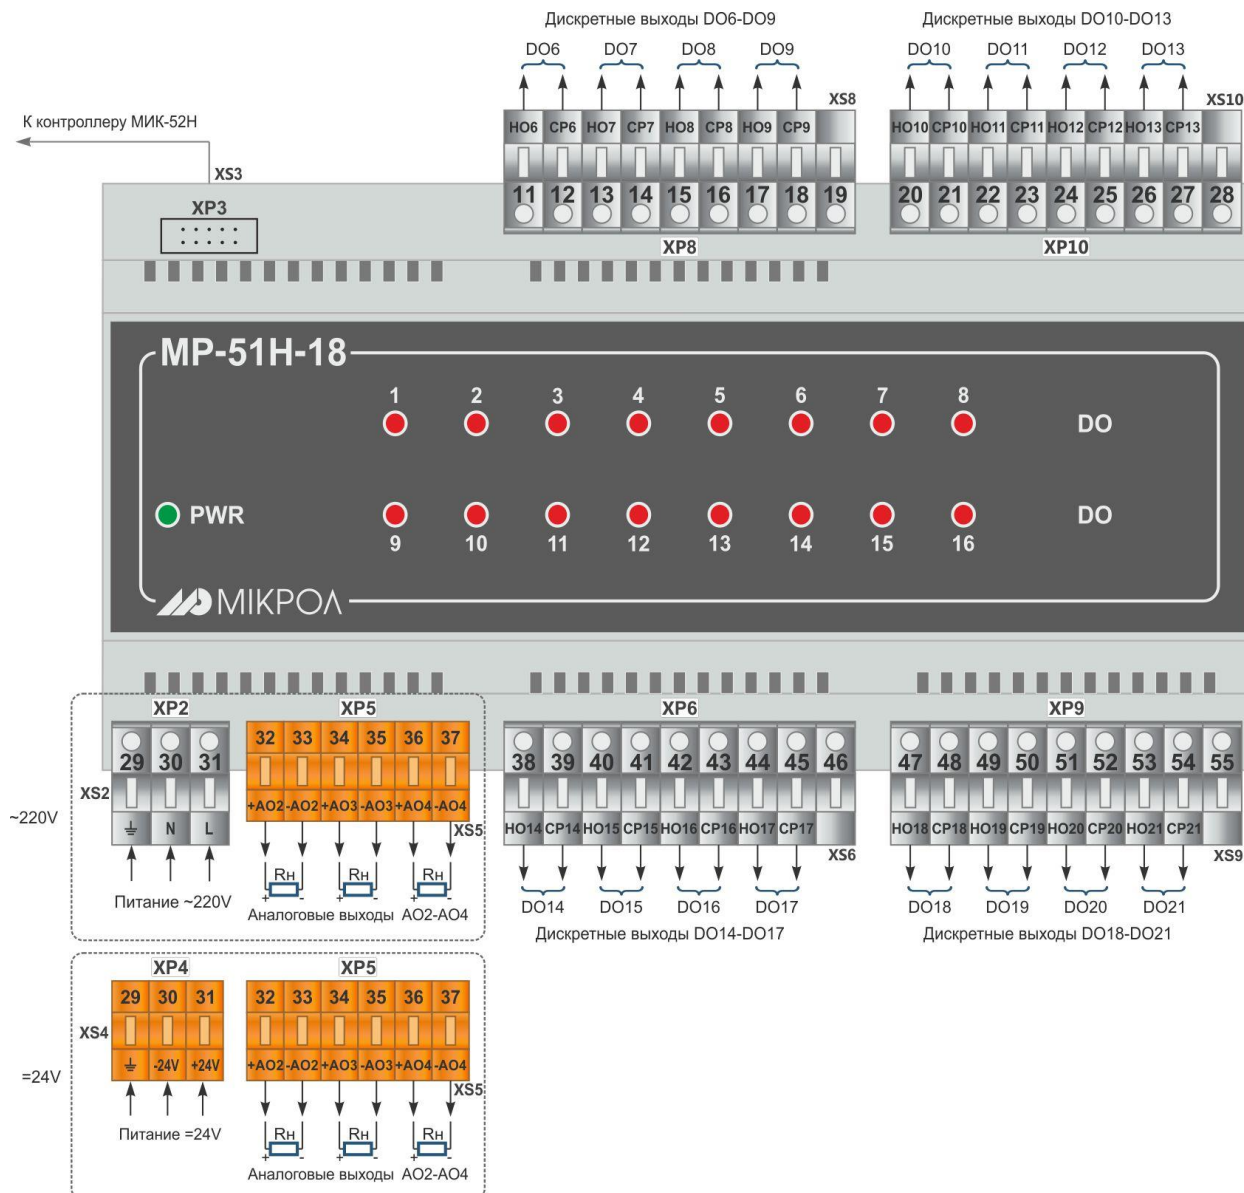 Дискретные выходы DO6-DO9
Дискретные выходы DO10-DO13
DO6 DO7 DO8 DO9
DO10 DO11 DO12 DO13
XS8
XS10
К контроллеру МИК-52Н
НО6 СР6 НО7 СР7 НО8 СР8 НО9 СР9
НО10 СР10 НО11 СР11 НО12 СР12 НО13 СР13
XS3
11 12 13 14 15 16 17 18 19
20 21 22 23 24 25 26 27 28
XP3
XP8
XP10
МР-51Н-18
1 2 3 4 5 6 7 8
DO
PWR
DO
9 10 11 12 13 14 15 16
МІКРОЛ
XP2
XP5
XP6
XP9
29 30 31
32 33 34 35 36 37
38 39 40 41 42 43 44 45 46
47 48 49 50 51 52 53 54 55
XS2
~220V
N L
+AO2 -AO2 +AO3 -AO3 +AO4 -AO4
XS5
НО14 СР14 НО15 СР15 НО16 СР16 НО17 СР17
XS6
НО18 СР18 НО19 СР19 НО20 СР20 НО21 СР21
XS9
Rн Rн Rн
+ - + - + -
Питание ~220V
Аналоговые выходы AO2-AO4
DO14 DO15 DO16 DO17
DO18 DO19 DO20 DO21
Дискретные выходы DO14-DO17
Дискретные выходы DO18-DO21
XP4
XP5
29 30 31
32 33 34 35 36 37
XS4
=24V
-24V +24V
+AO2 -AO2 +AO3 -AO3 +AO4 -AO4
XS5
Rн Rн Rн
+ - + - + -
Питание =24V
Аналоговые выходы AO2-AO4